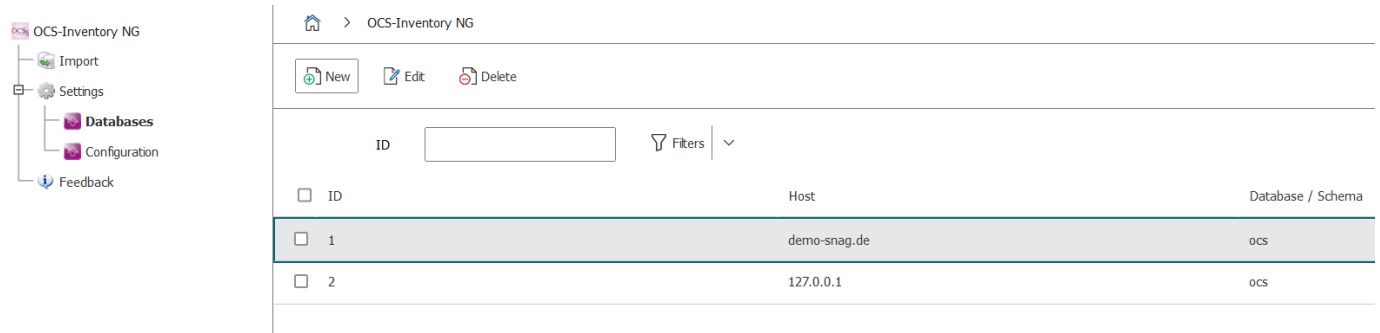 OCS-Inventory NG
Import
Settings
Databases
Configuration
Feedback
> OCS-Inventory NG
New Edit Delete
ID Filters
ID Host Database / Schema
1 demo-snag.de ocs
2 127.0.0.1 ocs